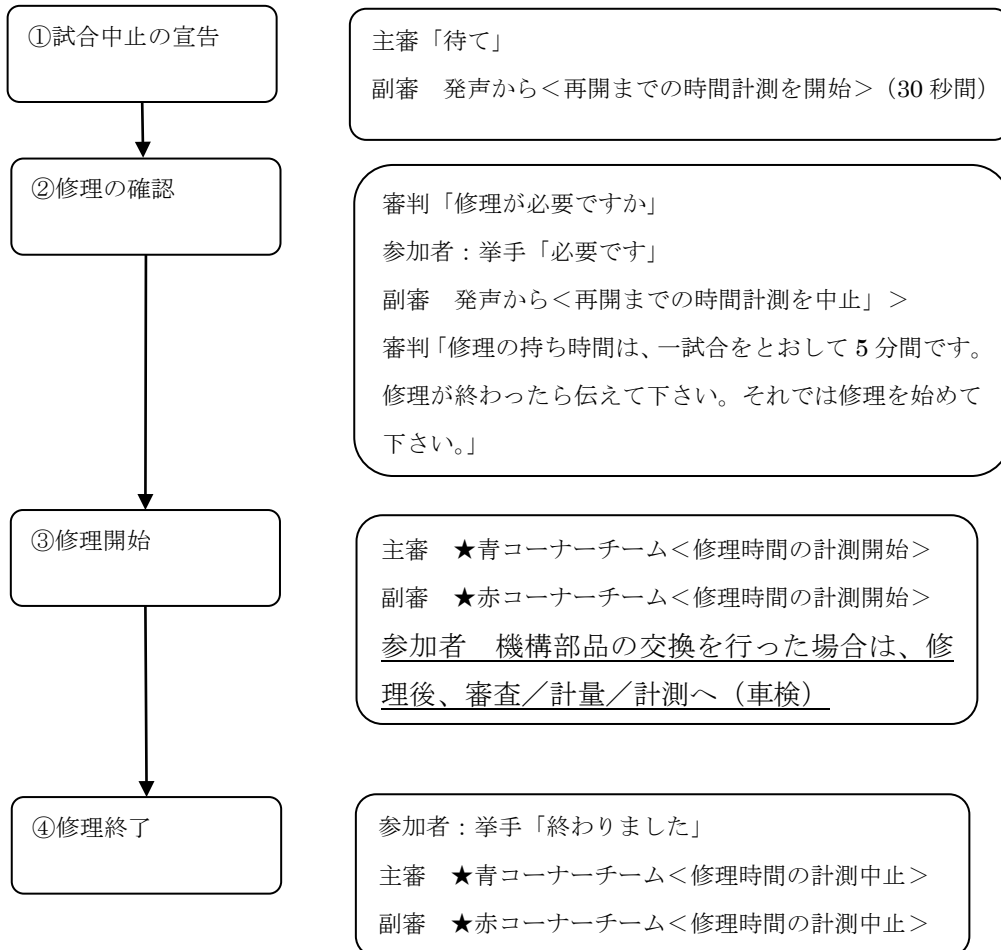 ①試合中止の宣告
主審「待て」
副審　発声から＜再開までの時間計測を開始＞（30 秒間）
②修理の確認
審判「修理が必要ですか」
参加者：挙手「必要です」
副審　発声から＜再開までの時間計測を中止」＞
審判「修理の持ち時間は、一試合をとおして 5 分間です。
修理が終わったら伝えて下さい。それでは修理を始めて
下さい。」
③修理開始
主審　★青コーナーチーム＜修理時間の計測開始＞
副審　★赤コーナーチーム＜修理時間の計測開始＞
参加者　機構部品の交換を行った場合は、修
理後、審査／計量／計測へ（車検）
④修理終了
参加者：挙手「終わりました」
主審　★青コーナーチーム＜修理時間の計測中止＞
副審　★赤コーナーチーム＜修理時間の計測中止＞